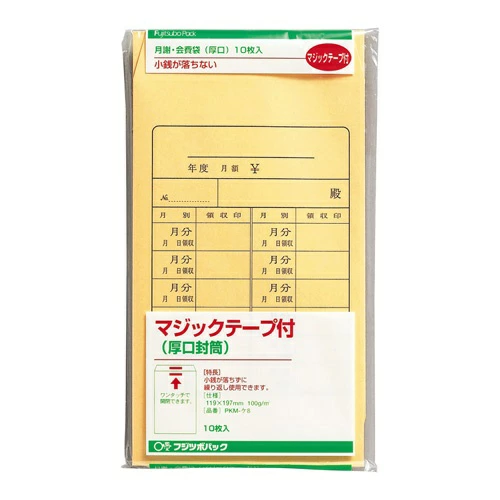 Fujitsubo Pack
月謝・会費袋（厚口）10枚入
小銭が落ちない
マジックテープ付
年度 月額 ¥
№ 殿
月 別 領収印 月 別 領収印
月分 月分
月 日領収 月 日領収
月分 月分
月 日領収 月 日領収
月分 月分
月 日領収 月 日領収
マジックテープ付
（厚口封筒）
ワンタッチで
開閉できます。
[特長]
小銭が落ちずに
繰り返し使用できます。
[仕様]
119×197mm 100g/m²
[品番] PKM-ケ8
10枚入
フジツボパック